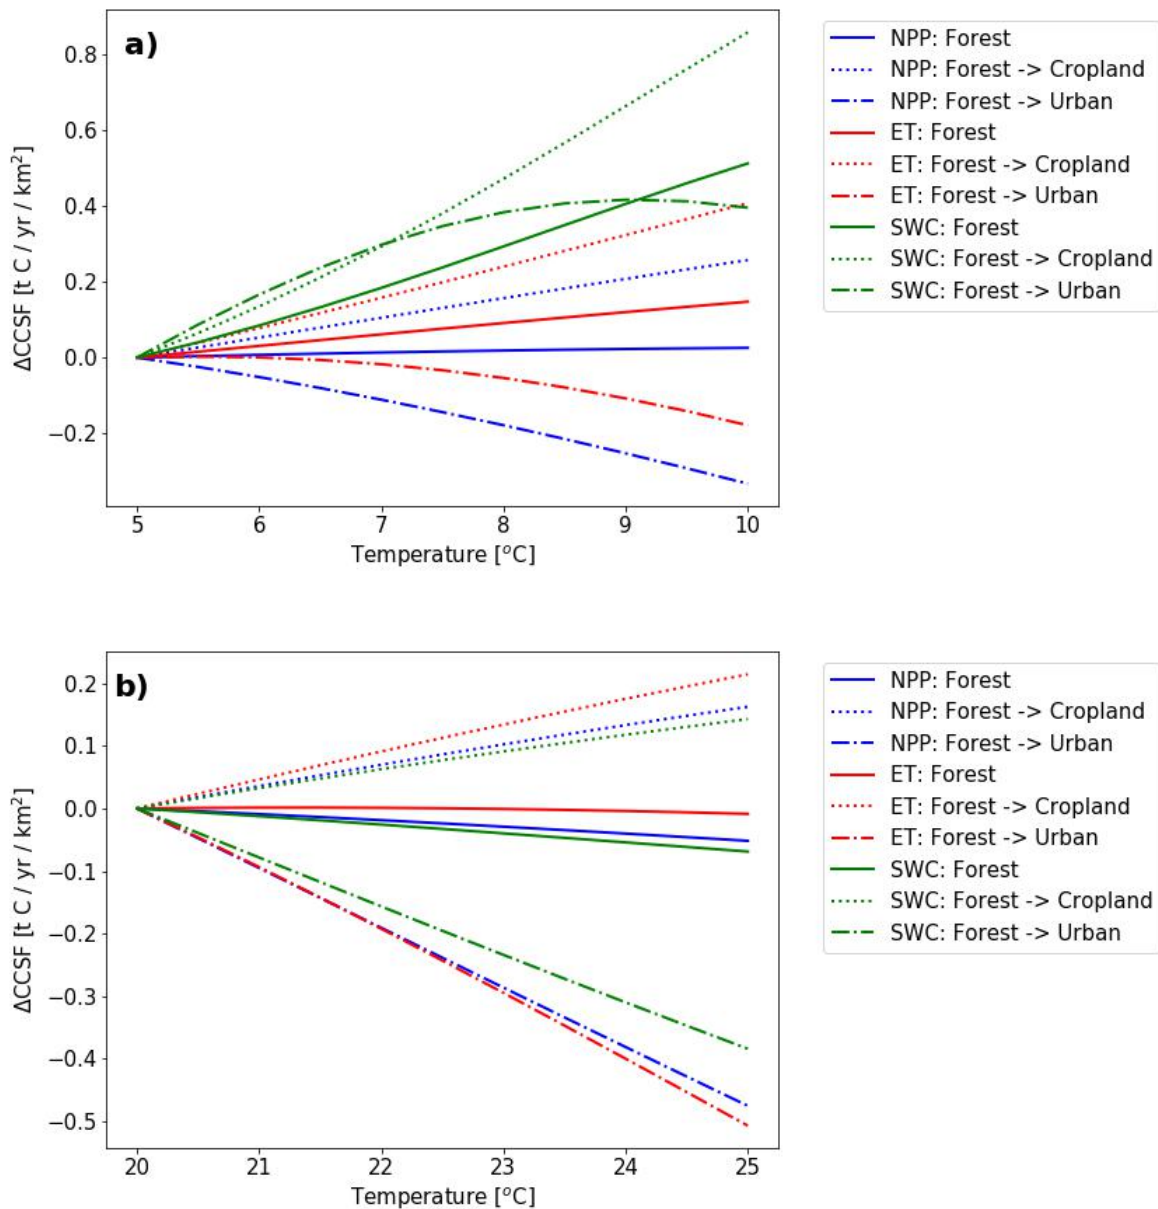 a)
0.8
0.6
0.4
0.2
0.0
−0.2
ΔCCSF [t C / yr / km²]
5 6 7 8 9 10
Temperature [°C]
NPP: Forest
NPP: Forest -> Cropland
NPP: Forest -> Urban
ET: Forest
ET: Forest -> Cropland
ET: Forest -> Urban
SWC: Forest
SWC: Forest -> Cropland
SWC: Forest -> Urban
b)
0.2
0.1
0.0
−0.1
−0.2
−0.3
−0.4
−0.5
ΔCCSF [t C / yr / km²]
20 21 22 23 24 25
Temperature [°C]
NPP: Forest
NPP: Forest -> Cropland
NPP: Forest -> Urban
ET: Forest
ET: Forest -> Cropland
ET: Forest -> Urban
SWC: Forest
SWC: Forest -> Cropland
SWC: Forest -> Urban